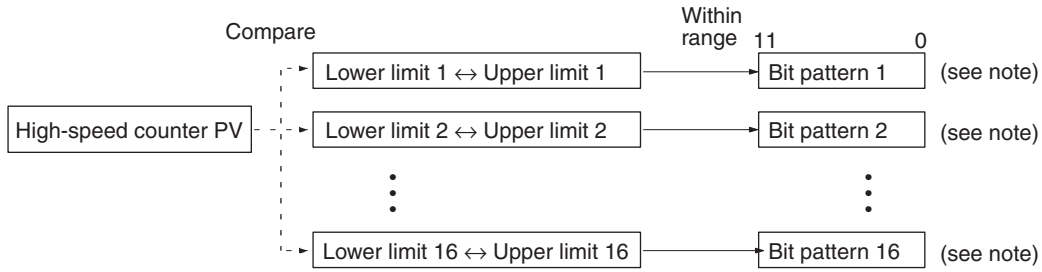 Compare
Within
range
11 0
Lower limit 1 ↔ Upper limit 1
Bit pattern 1
(see note)
High-speed counter PV
Lower limit 2 ↔ Upper limit 2
Bit pattern 2
(see note)
Lower limit 16 ↔ Upper limit 16
Bit pattern 16
(see note)